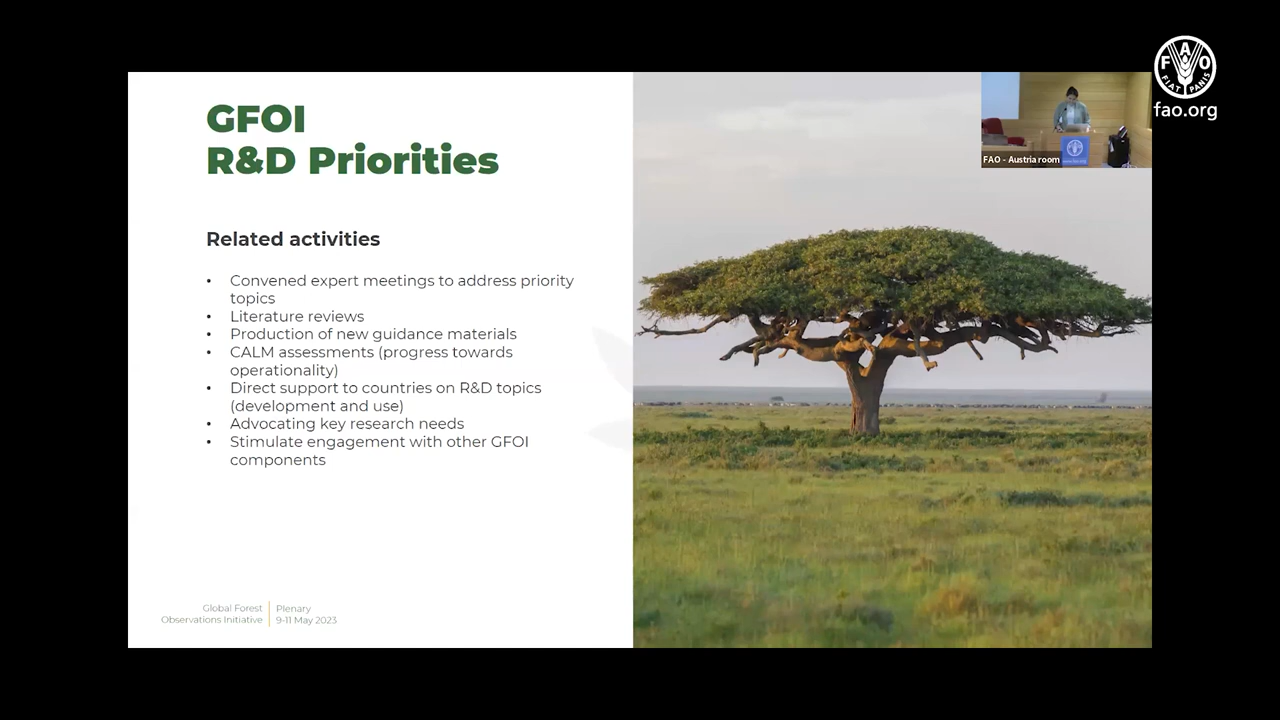 GFOI
R&D Priorities
Related activities
• Convened expert meetings to address priority
topics
• Literature reviews
• Production of new guidance materials
• CALM assessments (progress towards
operationality)
• Direct support to countries on R&D topics
(development and use)
• Advocating key research needs
• Stimulate engagement with other GFOI
components
Global Forest
Observations Initiative
Plenary
9-11 May 2023
FAO - Austria room
FAO
FIAT PANIS
fao.org